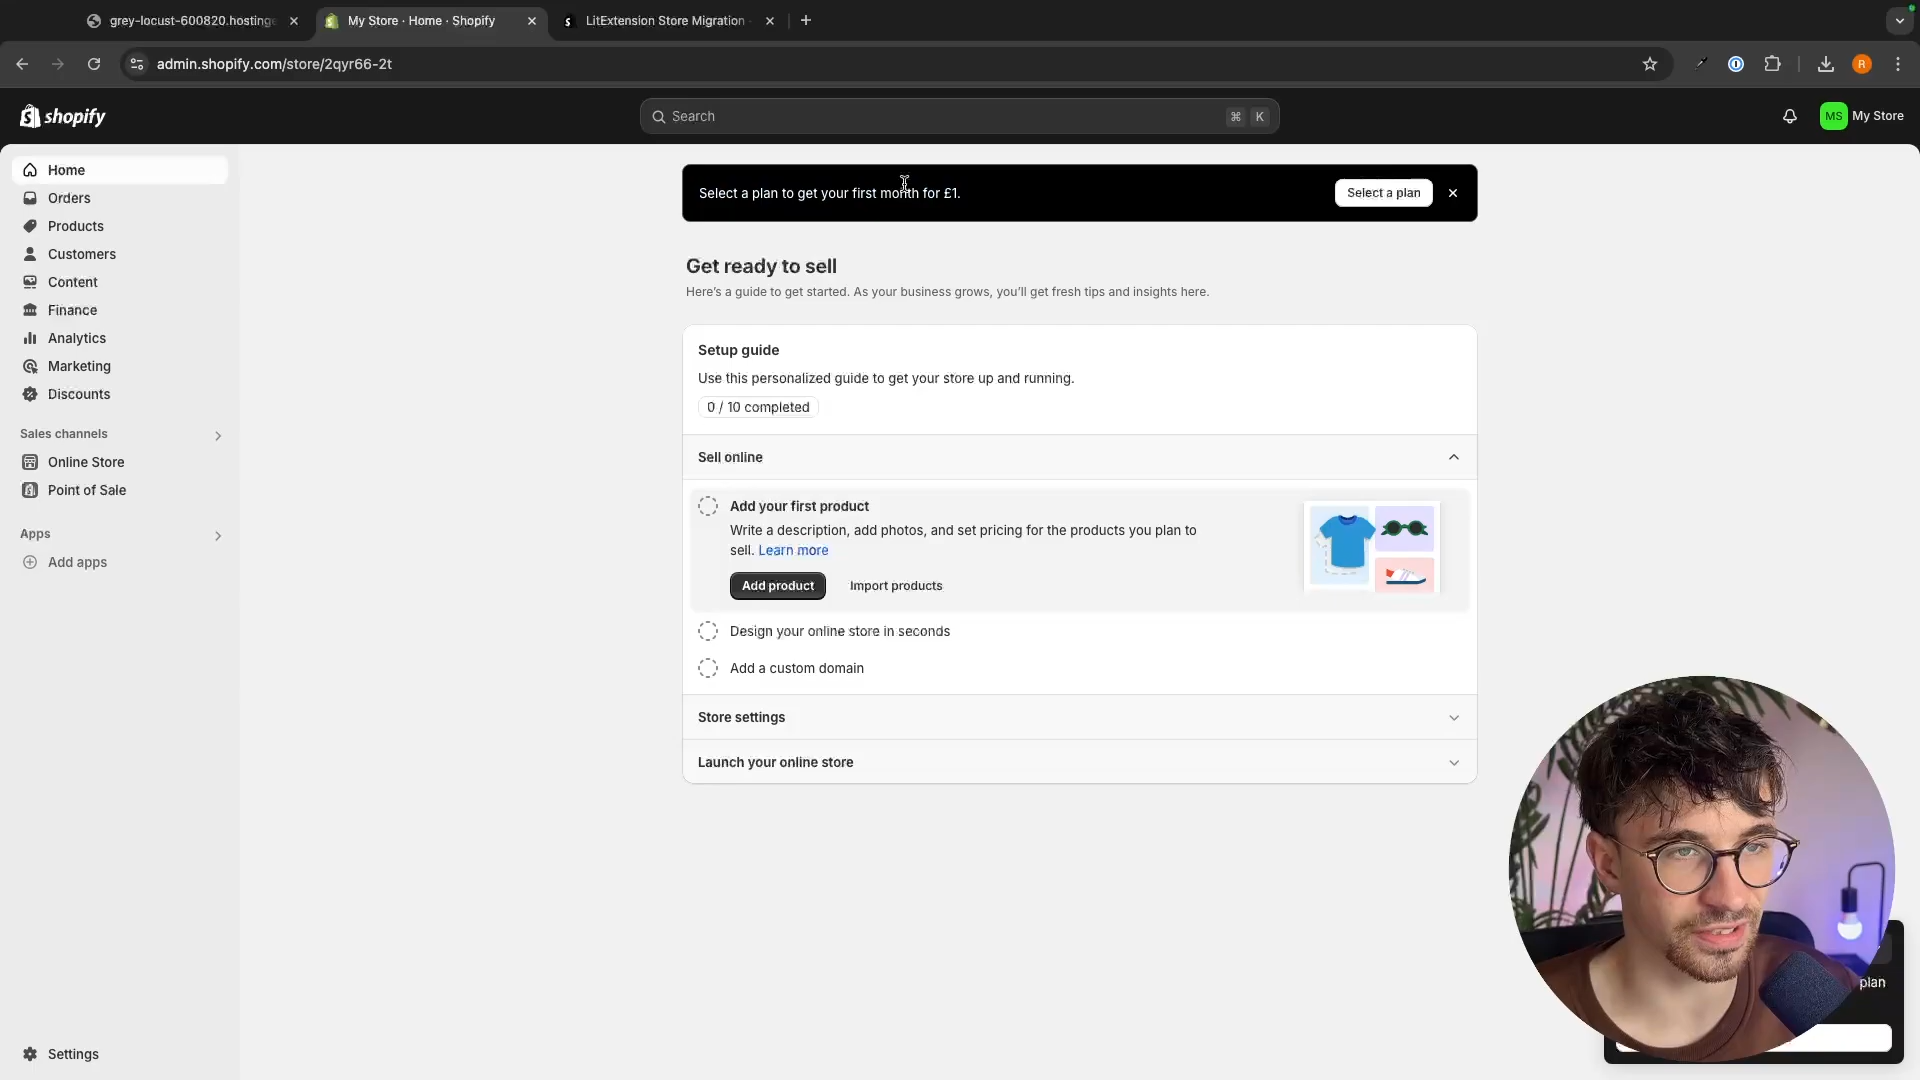 grey-locust-600820.hosting
My Store · Home · Shopify
LitExtension Store Migration
admin.shopify.com/store/2qyr66-2t
R
shopify
Search
⌘ K
MS
My Store
Home
Orders
Products
Customers
Content
Finance
Analytics
Marketing
Discounts
Sales channels
Online Store
Point of Sale
Apps
Add apps
Settings
Select a plan to get your first month for £1.
Select a plan
Get ready to sell
Here's a guide to get started. As your business grows, you'll get fresh tips and insights here.
Setup guide
Use this personalized guide to get your store up and running.
0 / 10 completed
Sell online
Add your first product
Write a description, add photos, and set pricing for the products you plan to
sell. Learn more
Add product
Import products
Design your online store in seconds
Add a custom domain
Store settings
Launch your online store
plan